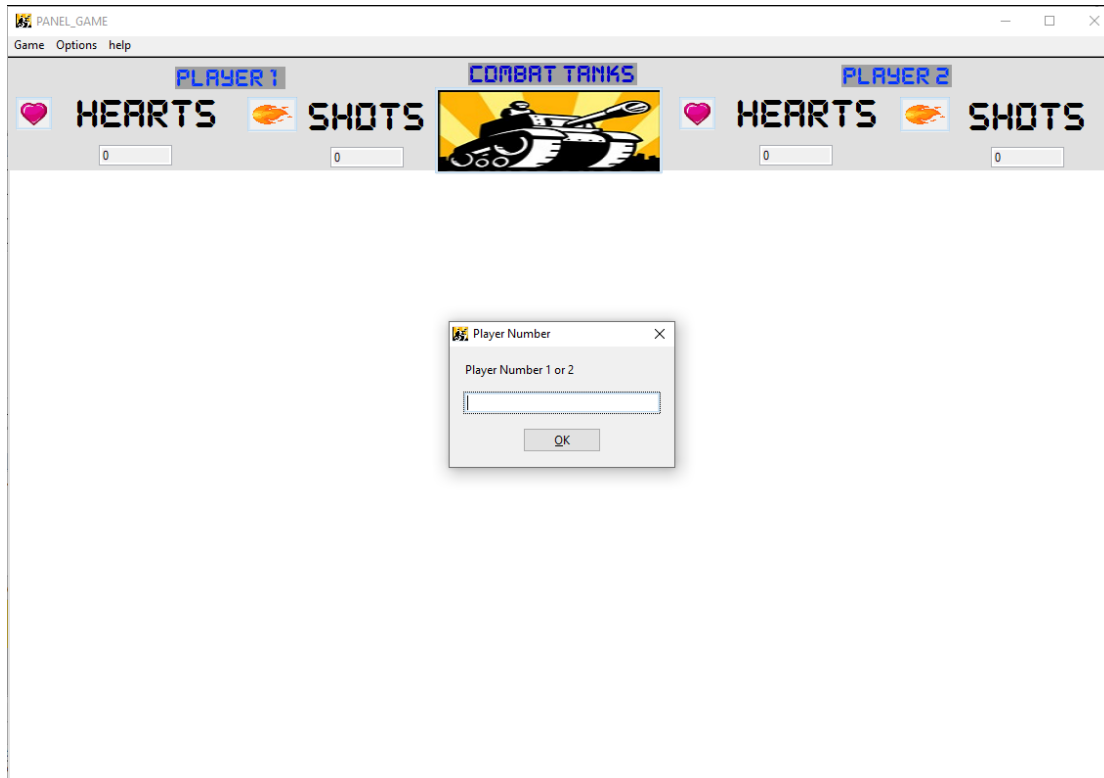 PANEL_GAME
Game Options help
PLAYER 1 COMBAT TANKS PLAYER 2
HEARTS SHOTS HEARTS SHOTS
0 0 0 0
Player Number
Player Number 1 or 2
OK